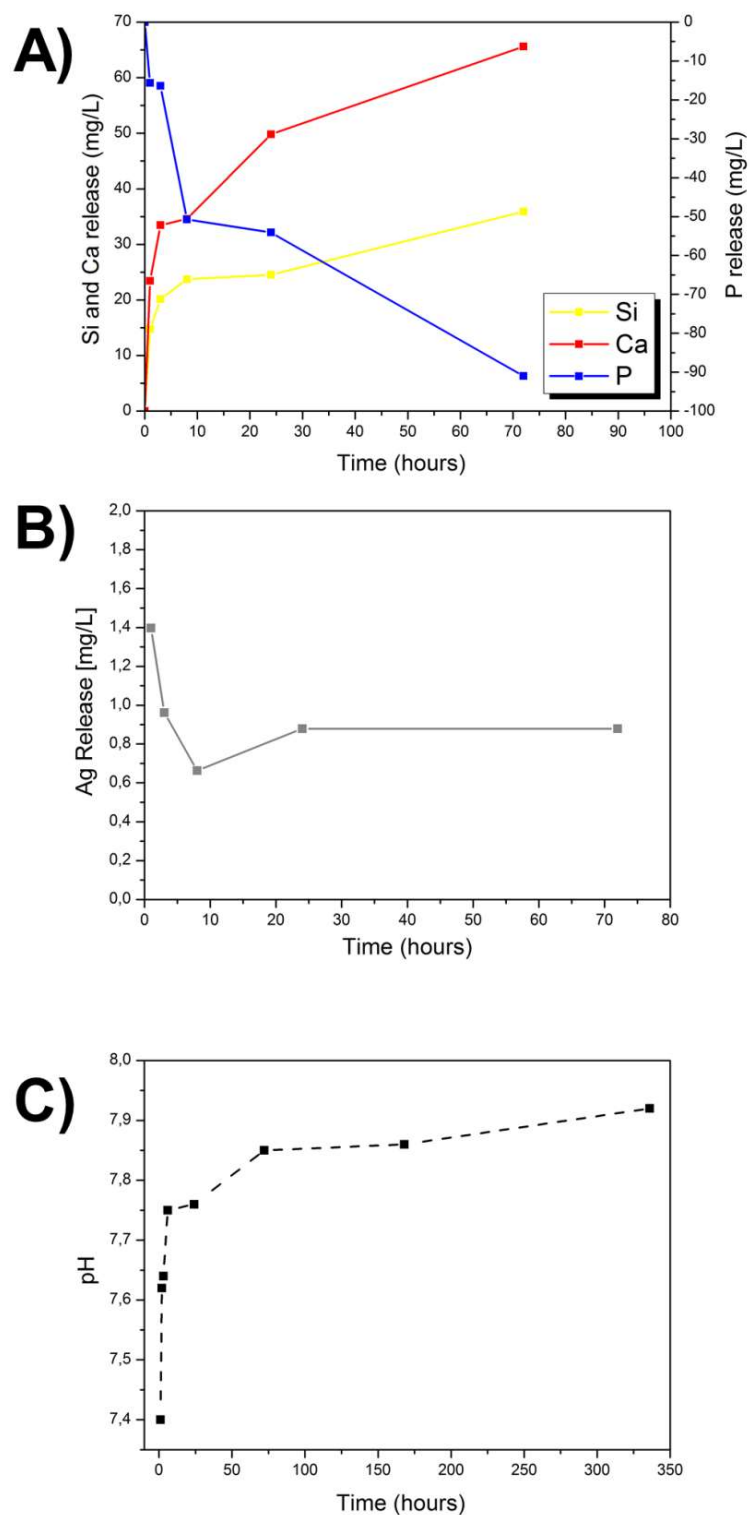 A)
Si and Ca release (mg/L)
70
60
50
40
30
20
10
0
0
-10
-20
-30
-40
-50
-60
-70
-80
-90
-100
P release (mg/L)
Si
Ca
P
0 10 20 30 40 50 60 70 80 90 100
Time (hours)
B)
Ag Release [mg/L]
2,0
1,8
1,6
1,4
1,2
1,0
0,8
0,6
0,4
0,2
0,0
0 10 20 30 40 50 60 70 80
Time (hours)
C)
pH
8,0
7,9
7,8
7,7
7,6
7,5
7,4
0 50 100 150 200 250 300 350
Time (hours)